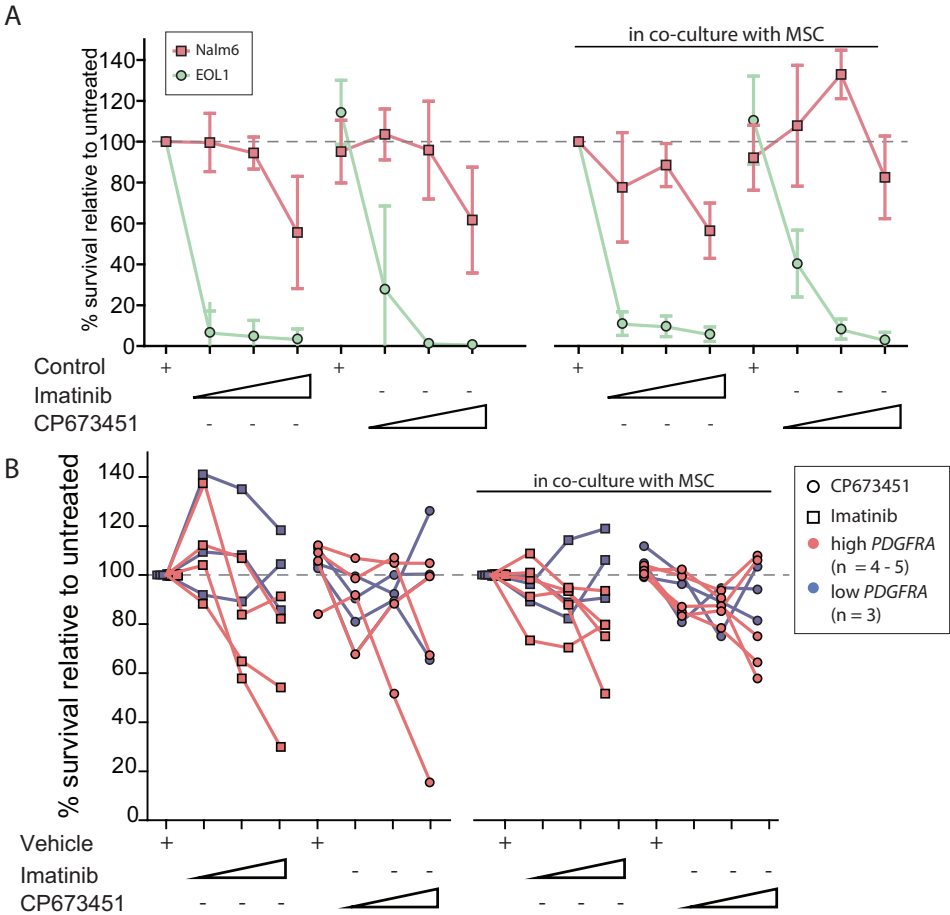 A
in co-culture with MSC
% survival relative to untreated
Nalm6
EOL1
140
120
100
80
60
40
20
0
Control + + + +
Imatinib - - - - - -
CP673451 - - - - - -
B
in co-culture with MSC
% survival relative to untreated
140
120
100
80
60
40
20
0
CP673451
Imatinib
high PDGFRA
(n = 4 - 5)
low PDGFRA
(n = 3)
Vehicle + + + +
Imatinib - - - - - -
CP673451 - - - - - -